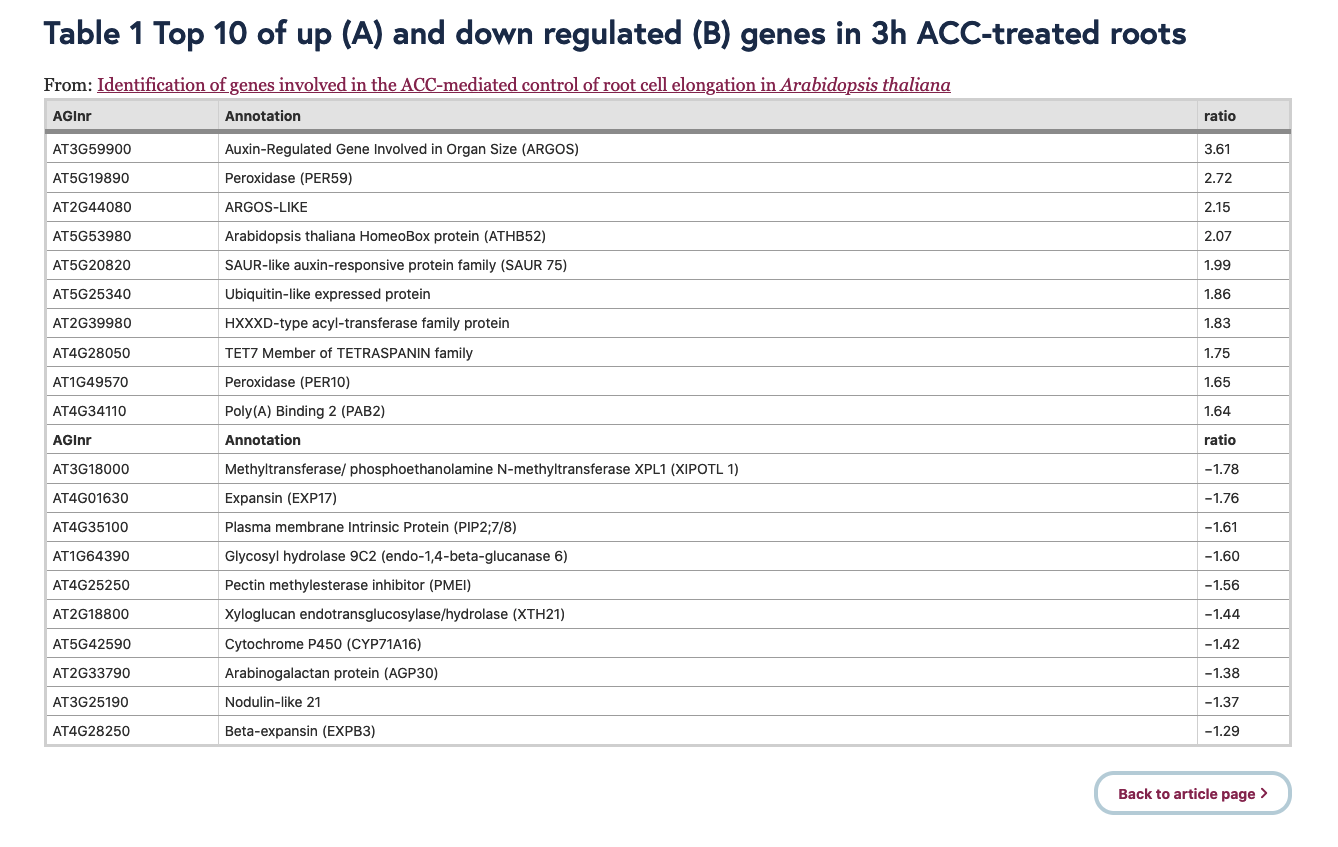 Table 1 Top 10 of up (A) and down regulated (B) genes in 3h ACC-treated roots
From: Identification of genes involved in the ACC-mediated control of root cell elongation in Arabidopsis thaliana
AGInr Annotation ratio
AT3G59900 Auxin-Regulated Gene Involved in Organ Size (ARGOS) 3.61
AT5G19890 Peroxidase (PER59) 2.72
AT2G44080 ARGOS-LIKE 2.15
AT5G53980 Arabidopsis thaliana HomeoBox protein (ATHB52) 2.07
AT5G20820 SAUR-like auxin-responsive protein family (SAUR 75) 1.99
AT5G25340 Ubiquitin-like expressed protein 1.86
AT2G39980 HXXXD-type acyl-transferase family protein 1.83
AT4G28050 TET7 Member of TETRASPANIN family 1.75
AT1G49570 Peroxidase (PER10) 1.65
AT4G34110 Poly(A) Binding 2 (PAB2) 1.64
AGInr Annotation ratio
AT3G18000 Methyltransferase/ phosphoethanolamine N-methyltransferase XPL1 (XIPOTL 1) −1.78
AT4G01630 Expansin (EXP17) −1.76
AT4G35100 Plasma membrane Intrinsic Protein (PIP2;7/8) −1.61
AT1G64390 Glycosyl hydrolase 9C2 (endo-1,4-beta-glucanase 6) −1.60
AT4G25250 Pectin methylesterase inhibitor (PMEI) −1.56
AT2G18800 Xyloglucan endotransglucosylase/hydrolase (XTH21) −1.44
AT5G42590 Cytochrome P450 (CYP71A16) −1.42
AT2G33790 Arabinogalactan protein (AGP30) −1.38
AT3G25190 Nodulin-like 21 −1.37
AT4G28250 Beta-expansin (EXPB3) −1.29
Back to article page >